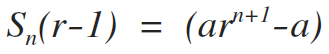 Sₙ(r-1) = (arⁿ⁺¹-a)